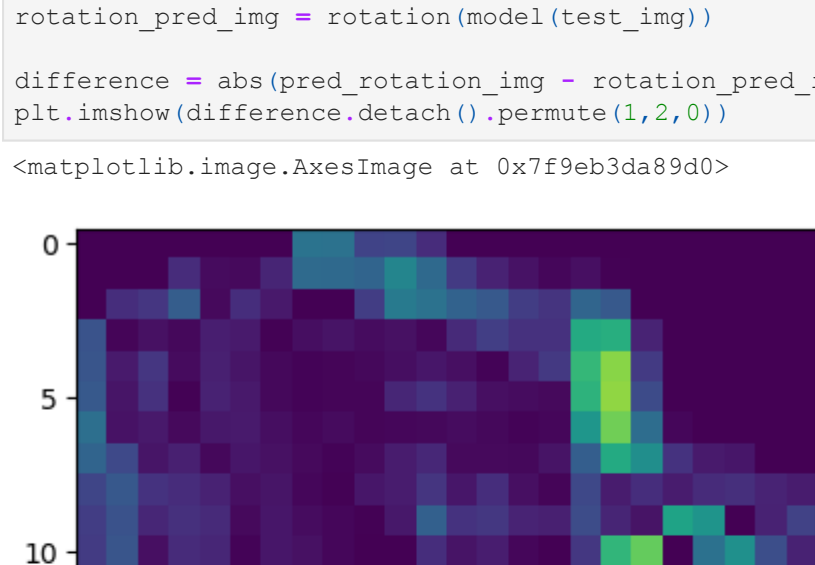 rotation_pred_img = rotation(model(test_img))
difference = abs(pred_rotation_img - rotation_pred_
plt.imshow(difference.detach().permute(1,2,0))
<matplotlib.image.AxesImage at 0x7f9eb3da89d0>
0
5
10